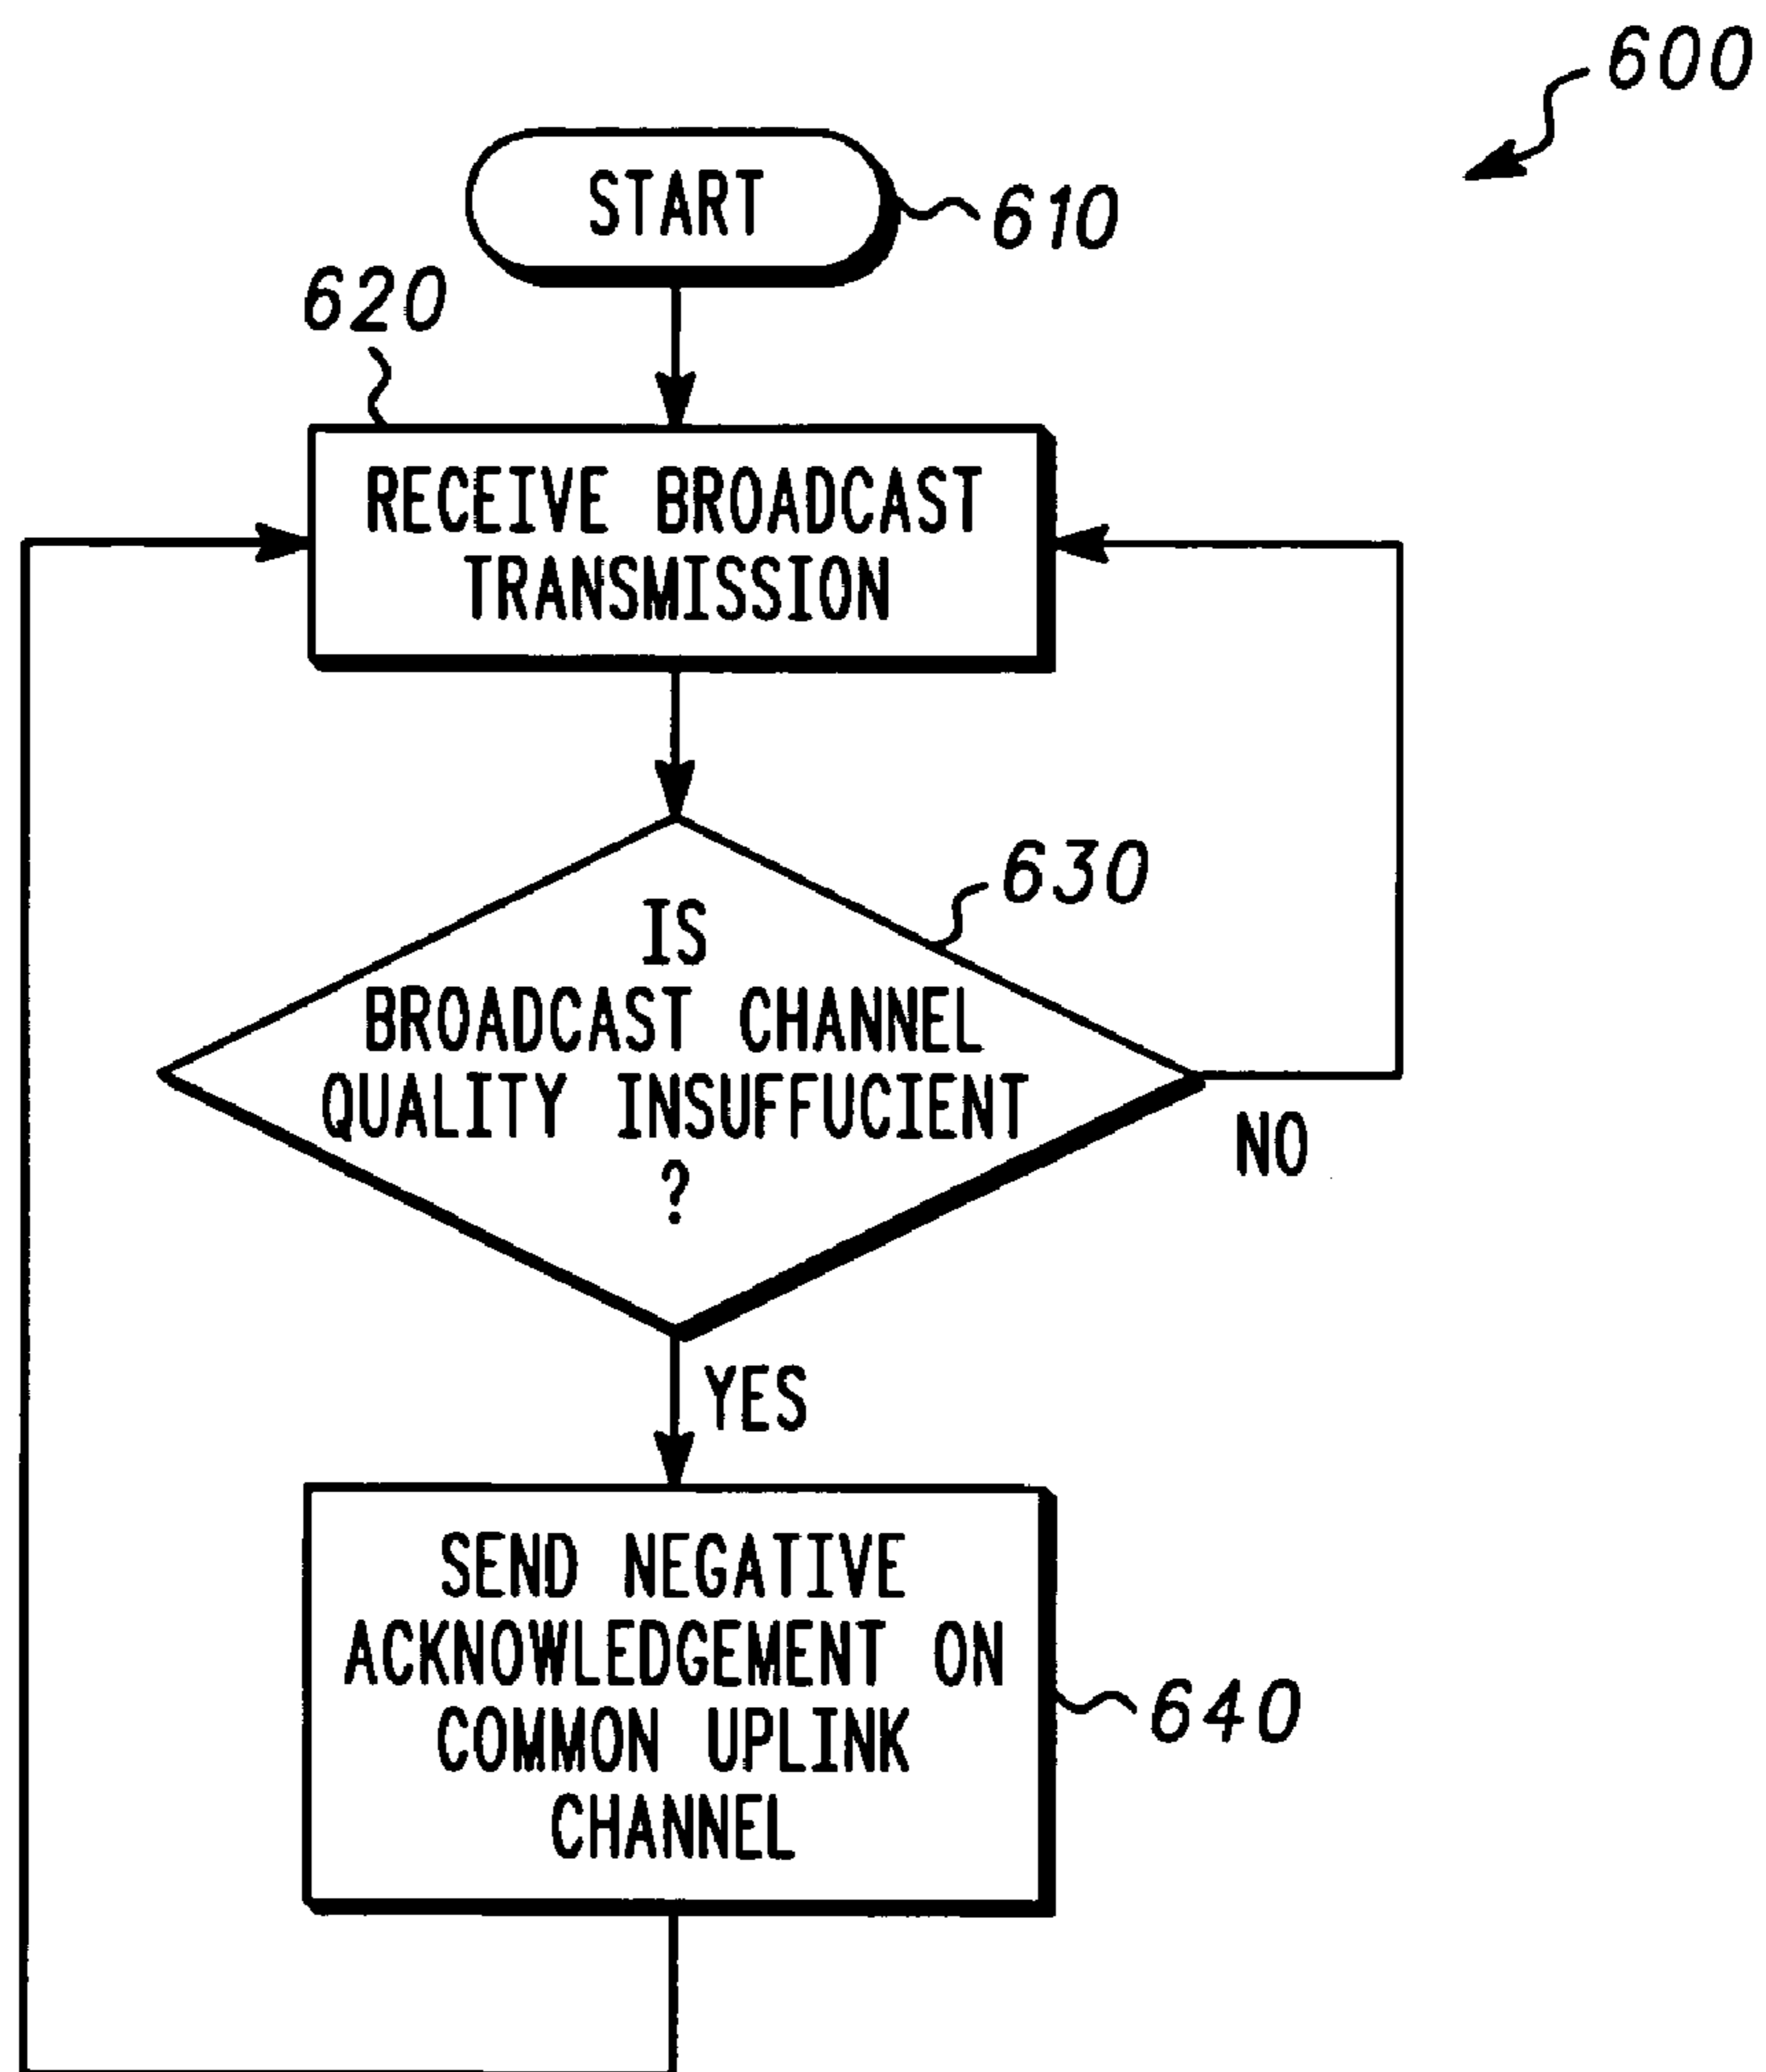 600
START
610
620
RECEIVE BROADCAST
TRANSMISSION
630
IS
BROADCAST CHANNEL
QUALITY INSUFFUCIENT
?
NO
YES
SEND NEGATIVE
ACKNOWLEDGEMENT ON
COMMON UPLINK
CHANNEL
640